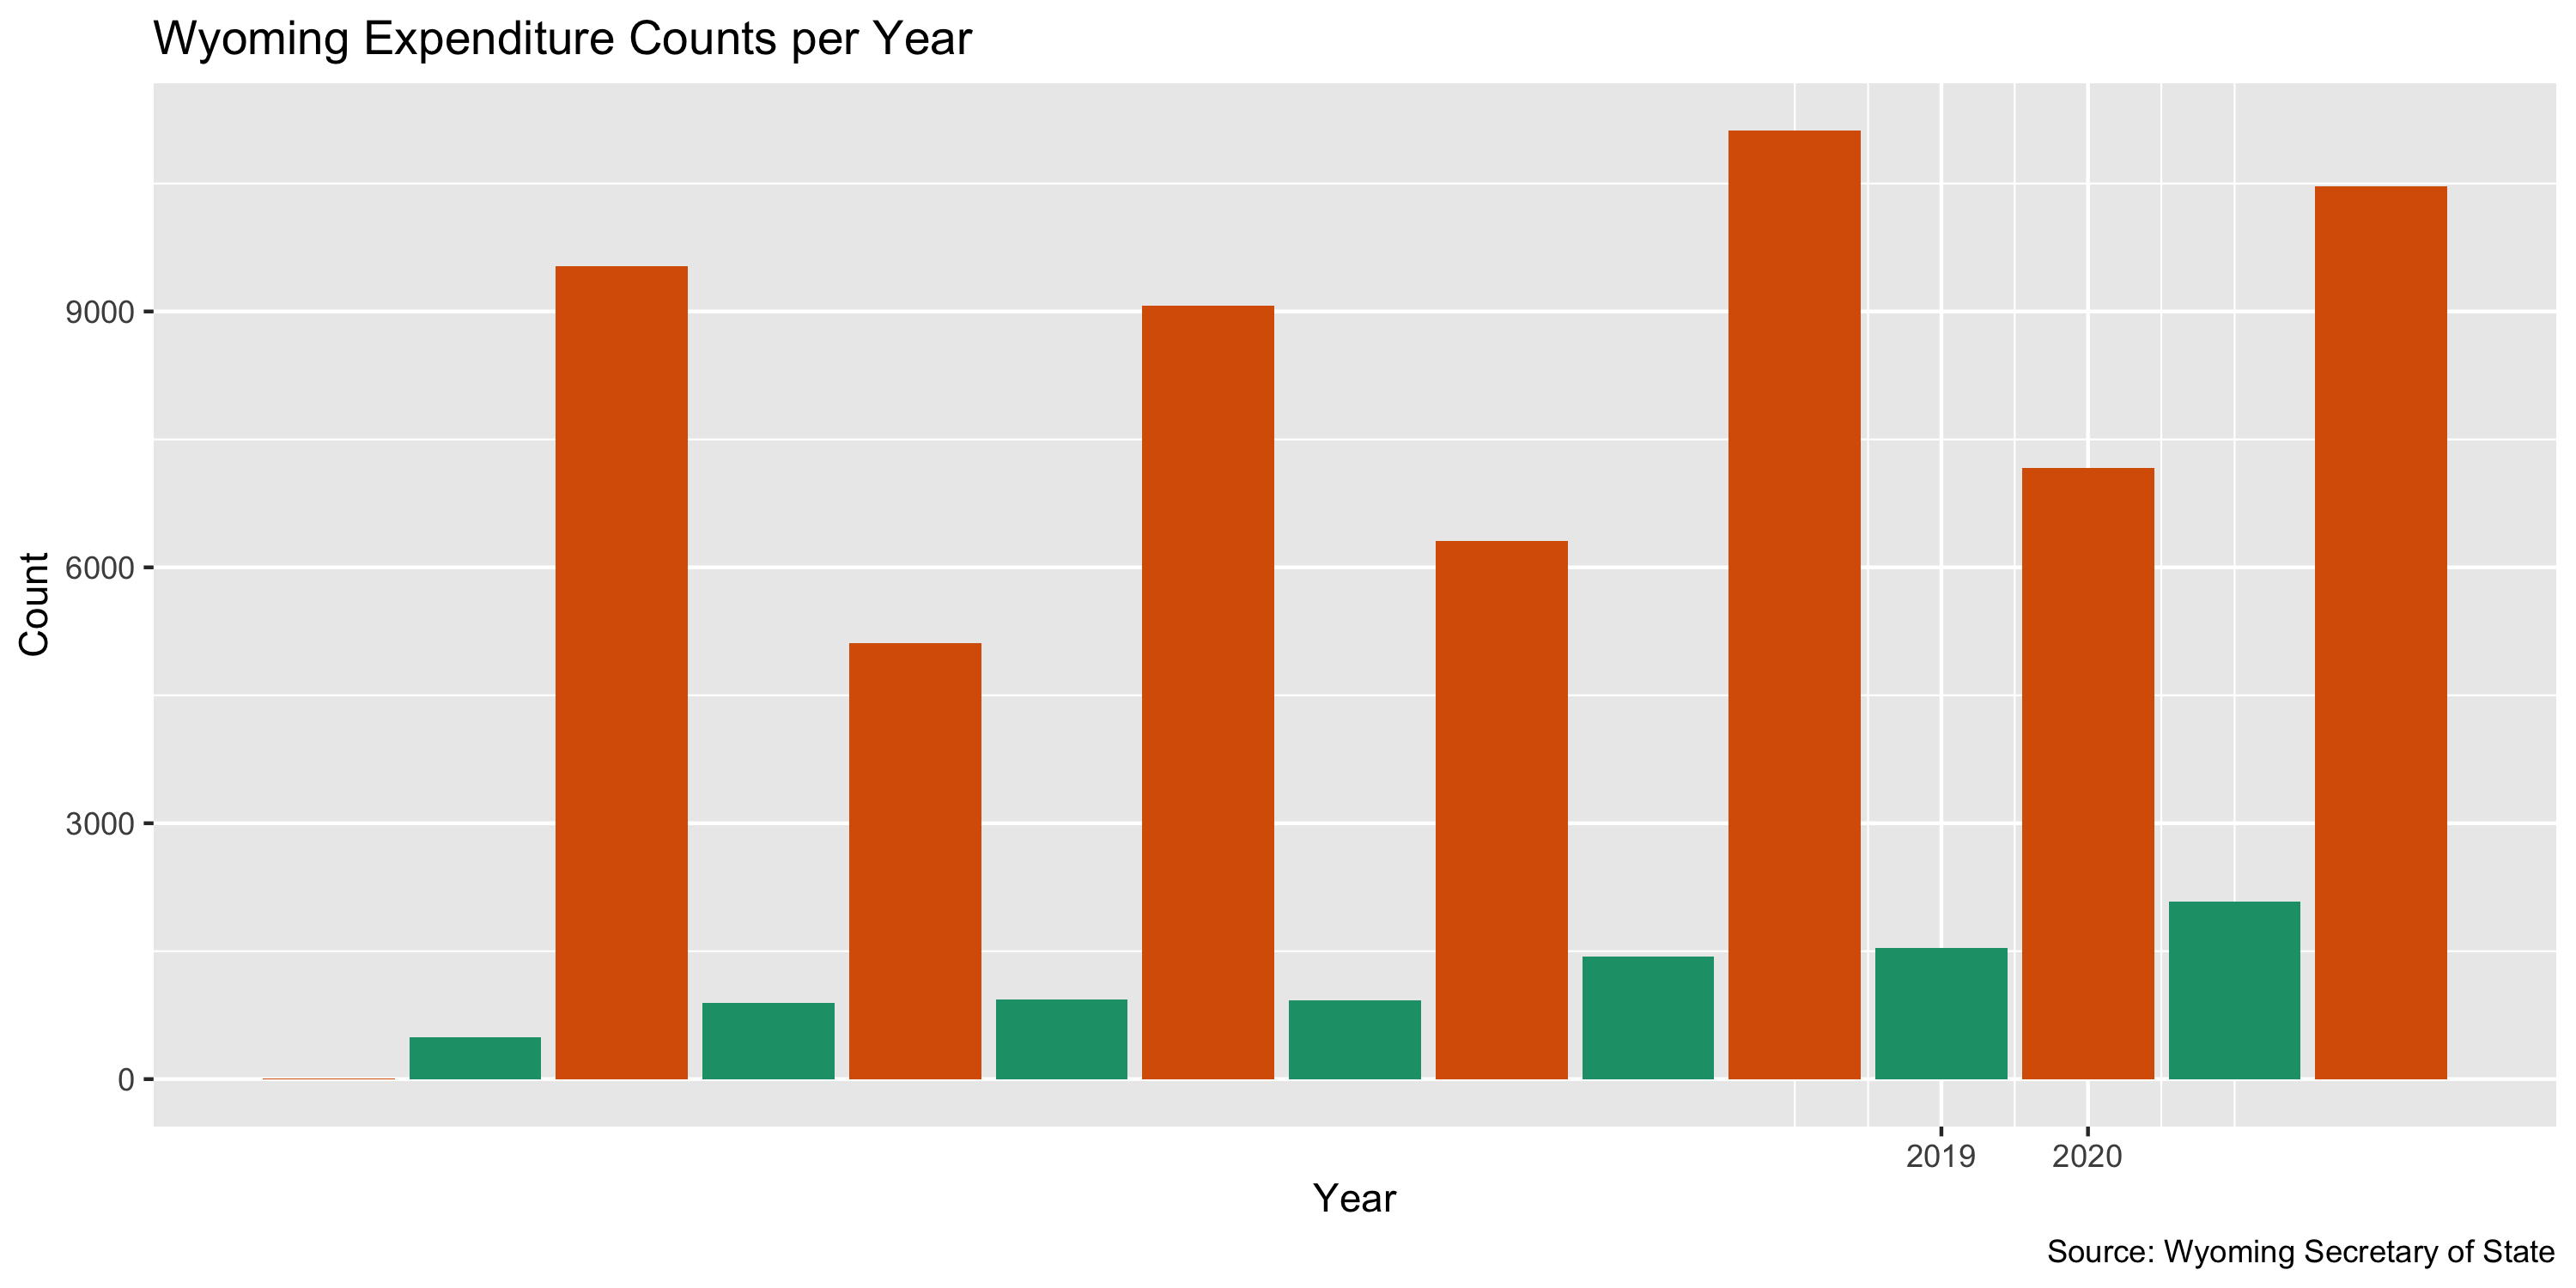 Wyoming Expenditure Counts per Year
Count
9000
6000
3000
0
2019 2020
Year
Source: Wyoming Secretary of State